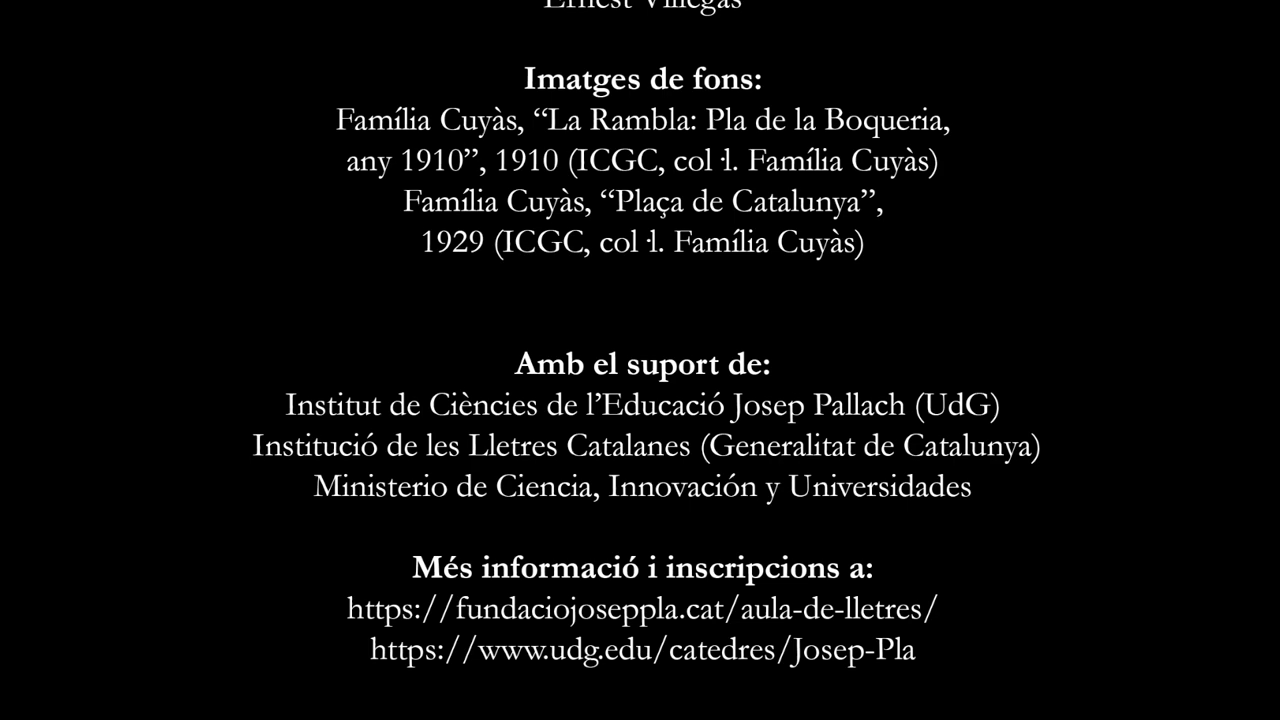 Ernest Villegas
Imatges de fons:
Família Cuyàs, “La Rambla: Pla de la Boqueria,
any 1910”, 1910 (ICGC, col·l. Família Cuyàs)
Família Cuyàs, “Plaça de Catalunya”,
1929 (ICGC, col·l. Família Cuyàs)
Amb el suport de:
Institut de Ciències de l’Educació Josep Pallach (UdG)
Institució de les Lletres Catalanes (Generalitat de Catalunya)
Ministerio de Ciencia, Innovación y Universidades
Més informació i inscripcions a:
https://fundaciojoseppla.cat/aula-de-lletres/
https://www.udg.edu/catedres/Josep-Pla